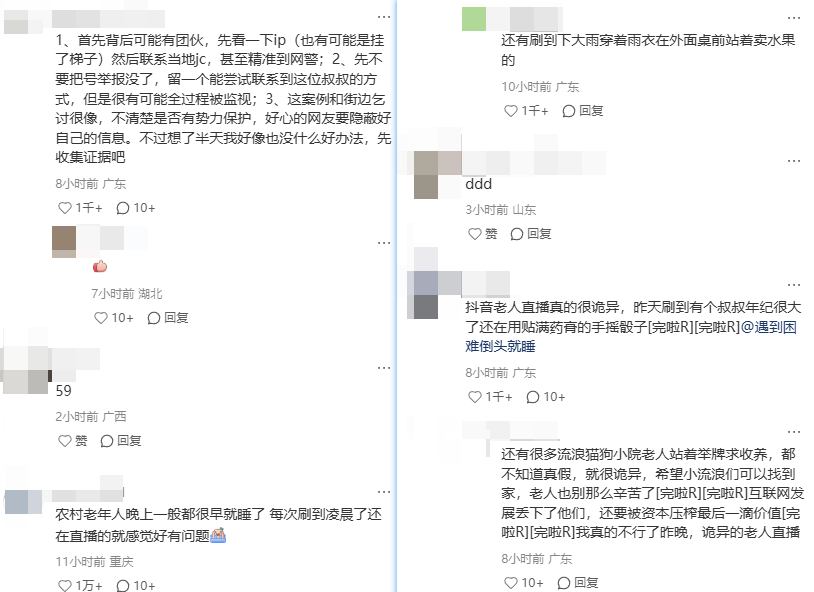 1、首先背后可能有团伙，先看一下ip（也有可能是挂
了梯子）然后联系当地jc，甚至精准到网警；2、先不
要把号举报没了，留一个能尝试联系到这位叔叔的方
式，但是很有可能全过程被监视；3、这案例和街边乞
讨很像，不清楚是否有势力保护，好心的网友要隐蔽好
自己的信息。不过想了半天我好像也没什么好办法，先
收集证据吧
8小时前 广东
1千+ 10+
7小时前 湖北
10+ 回复
59
2小时前 广西
赞 回复
农村老年人晚上一般都很早就睡了 每次刷到凌晨了还
在直播的就感觉好有问题
11小时前 重庆
1万+ 10+
还有刷到下大雨穿着雨衣在外面桌前站着卖水果
的
10小时前 广东
1千+ 回复
ddd
3小时前 山东
赞 回复
抖音老人直播真的很诡异，昨天刷到有个叔叔年纪很大
了还在用贴满药膏的手摇骰子[完啦R][完啦R]@遇到困
难倒头就睡
8小时前 广东
1千+ 10+
还有很多流浪猫狗小院老人站着举牌求收养，都
不知道真假，就很诡异，希望小流浪们可以找到
家，老人也别那么辛苦了[完啦R][完啦R]互联网发
展丢下了他们，还要被资本压榨最后一滴价值[完
啦R][完啦R]我真的不行了昨晚，诡异的老人直播
8小时前 广东
10+ 回复